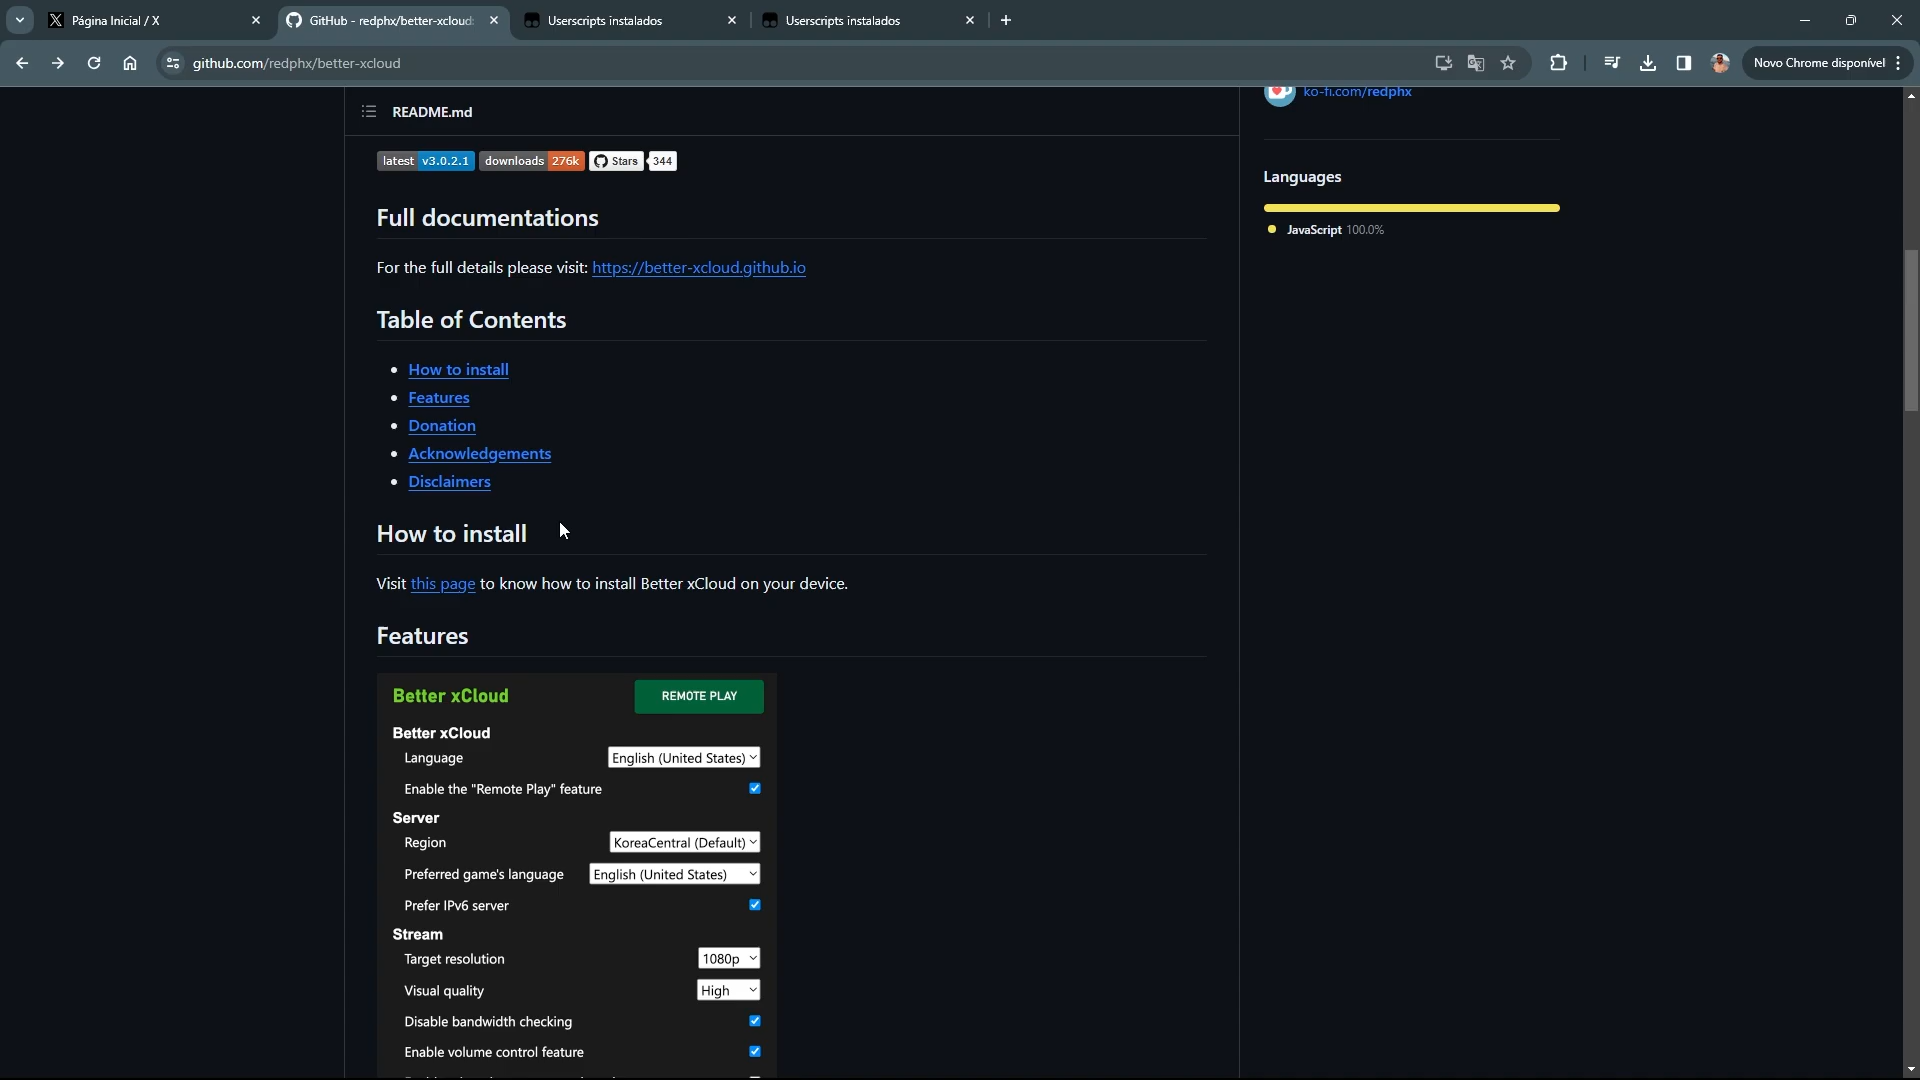 Página Inicial / X
GitHub - redphx/better-xcloud:
Userscripts instalados
Userscripts instalados
github.com/redphx/better-xcloud
Novo Chrome disponível
README.md
ko-fi.com/redphx
latest v3.0.2.1 downloads 276k Stars 344
Languages
JavaScript 100.0%
Full documentations
For the full details please visit: https://better-xcloud.github.io
Table of Contents
How to install
Features
Donation
Acknowledgements
Disclaimers
How to install
Visit this page to know how to install Better xCloud on your device.
Features
Better xCloud REMOTE PLAY
Better xCloud
Language English (United States)
Enable the "Remote Play" feature
Server
Region KoreaCentral (Default)
Preferred game's language English (United States)
Prefer IPv6 server
Stream
Target resolution 1080p
Visual quality High
Disable bandwidth checking
Enable volume control feature